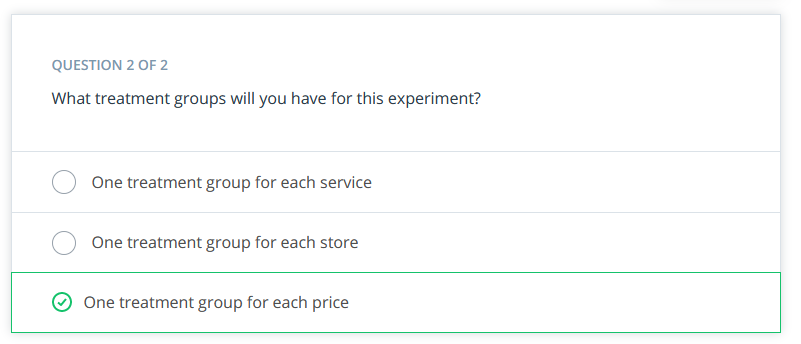 QUESTION 2 OF 2
What treatment groups will you have for this experiment?
One treatment group for each service
One treatment group for each store
One treatment group for each price